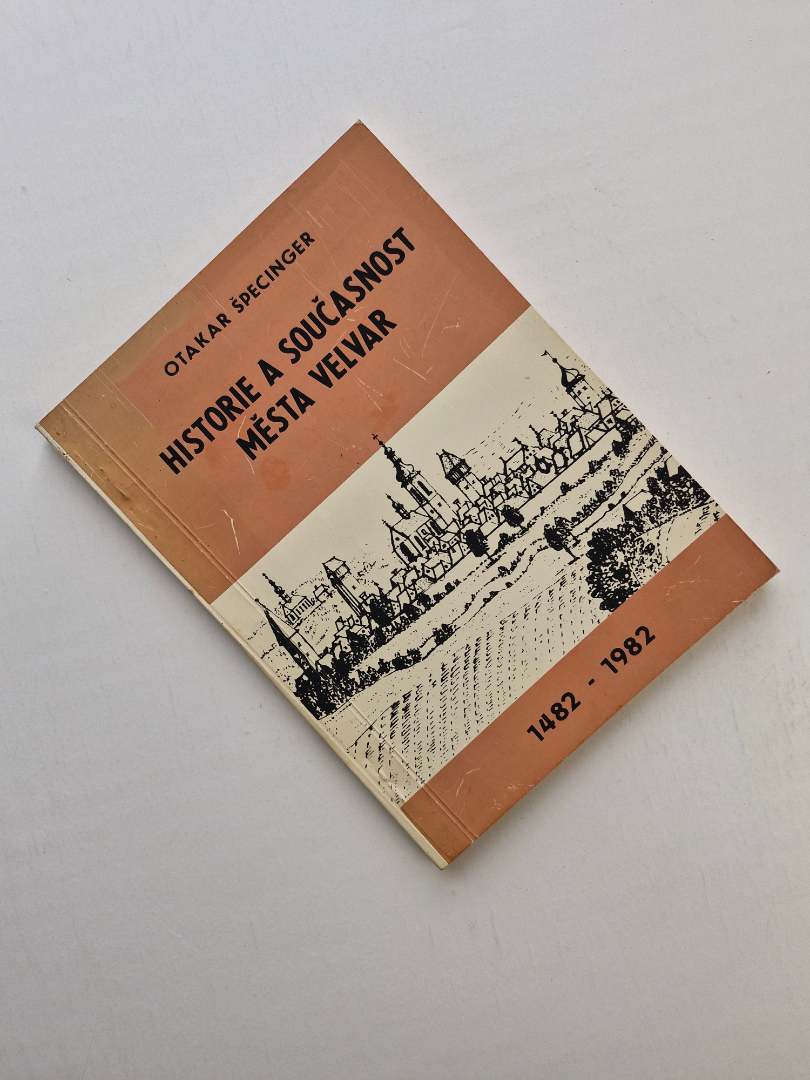 OTAKAR ŠPECINGER
HISTORIE A SOUČASNOST
MĚSTA VELVAR
1482 - 1982